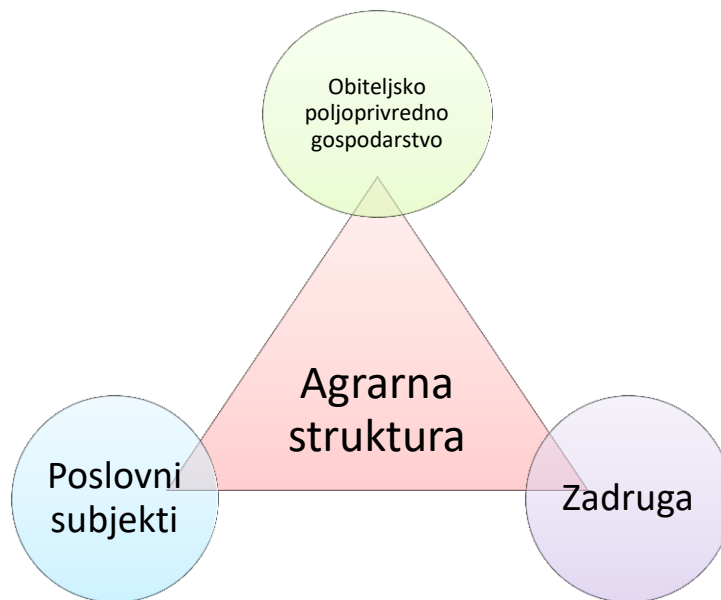 Obiteljsko
poljoprivredno
gospodarstvo
Agrarna
struktura
Poslovni
subjekti
Zadruga